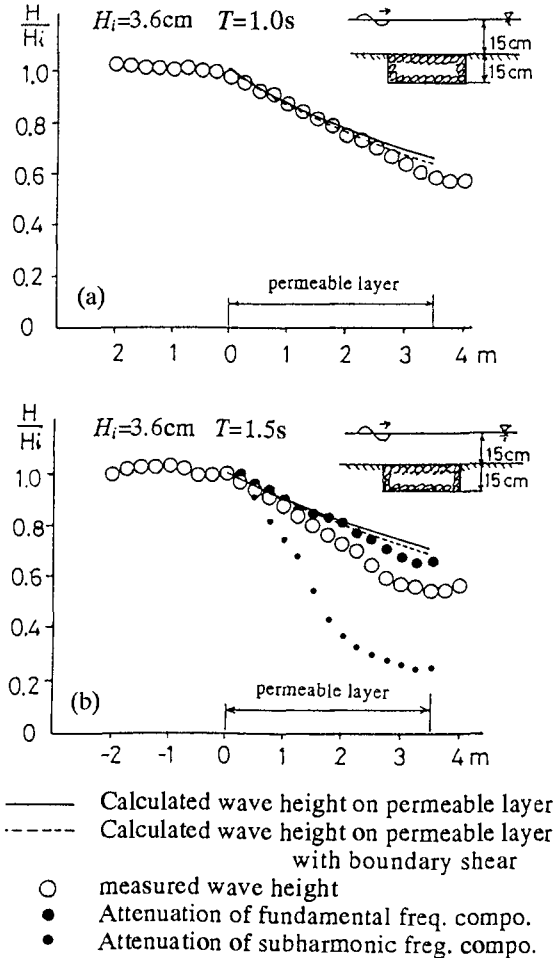 H
Hi
H_i=3.6cm T=1.0s
15cm
15cm
1.0
0.8
0.6
0.4
0.2
0
(a)
permeable layer
2 1 0 1 2 3 4 m
H
Hi
H_i=3.6cm T=1.5s
15cm
15cm
1.0
0.8
0.6
0.4
0.2
0
(b)
permeable layer
-2 -1 0 1 2 3 4 m
Calculated wave height on permeable layer
Calculated wave height on permeable layer
with boundary shear
measured wave height
Attenuation of fundamental freq. compo.
Attenuation of subharmonic freg. compo.